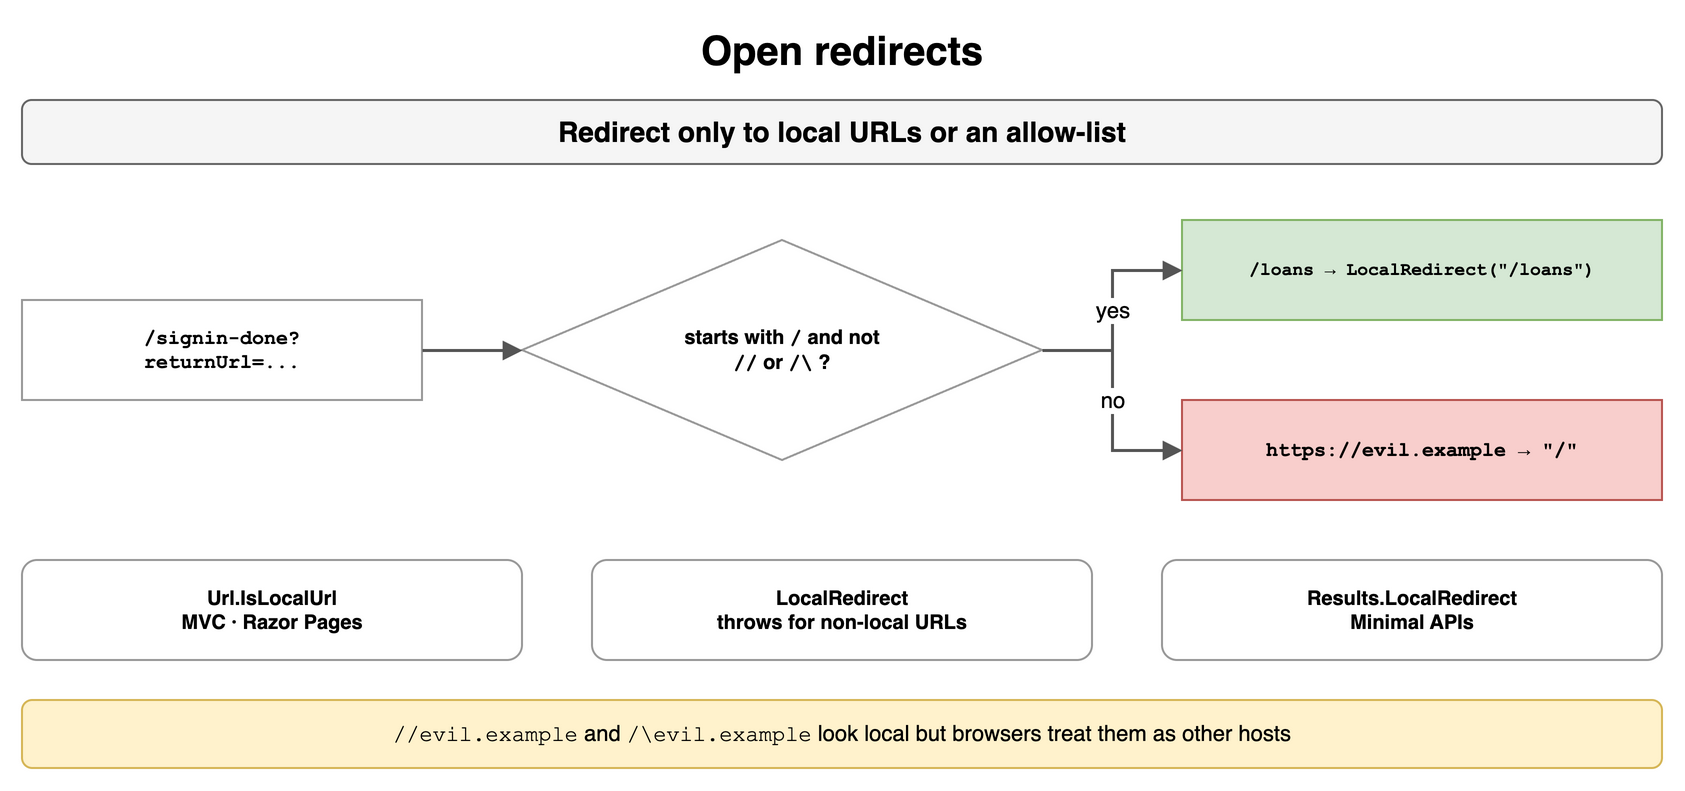 Open redirects
Redirect only to local URLs or an allow-list
/signin-done?
returnUrl=...
starts with / and not
// or /\ ?
yes
no
/loans → LocalRedirect("/loans")
https://evil.example → "/"
Url.IsLocalUrl
MVC · Razor Pages
LocalRedirect
throws for non-local URLs
Results.LocalRedirect
Minimal APIs
//evil.example and /\evil.example look local but browsers treat them as other hosts